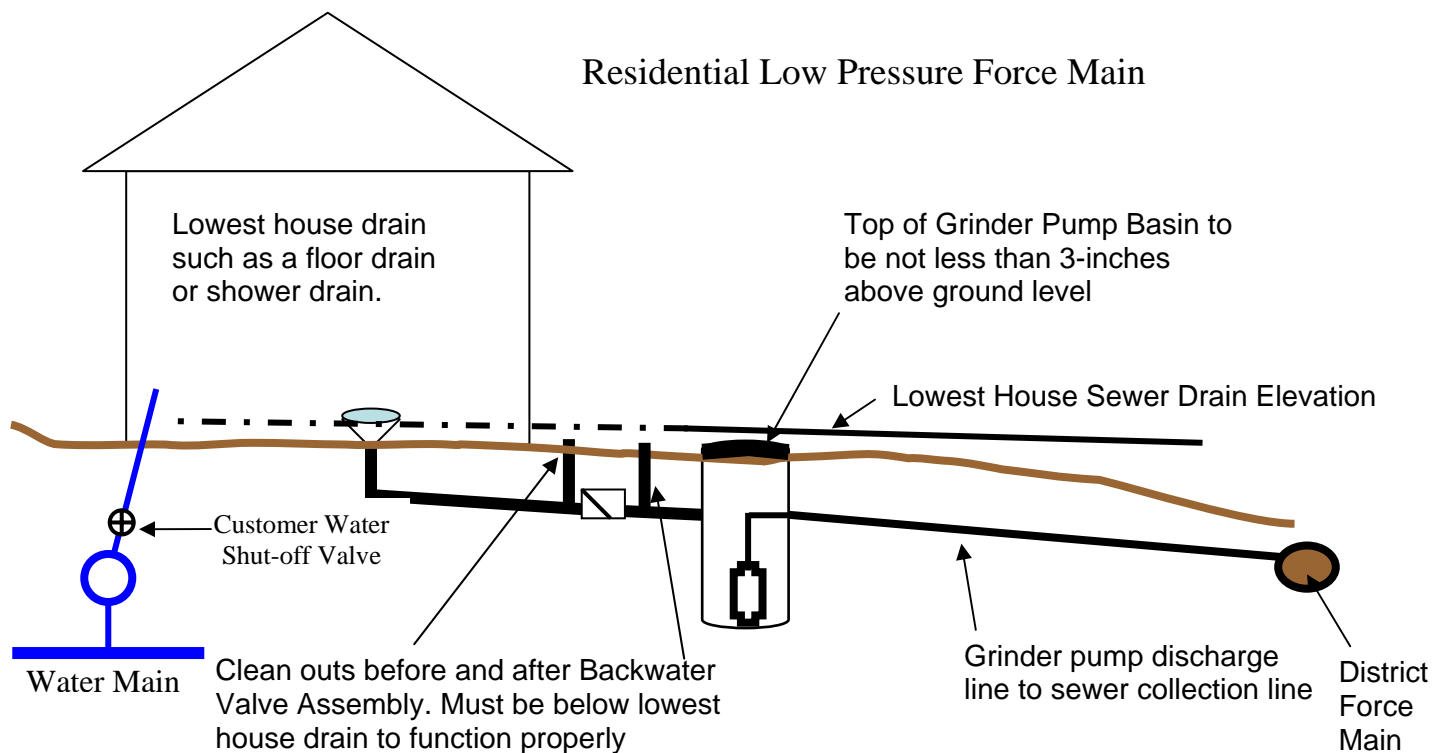 Residential Low Pressure Force Main
Lowest house drain
such as a floor drain
or shower drain.
Top of Grinder Pump Basin to
be not less than 3-inches
above ground level
Lowest House Sewer Drain Elevation
Customer Water
Shut-off Valve
Water Main
Clean outs before and after Backwater
Valve Assembly. Must be below lowest
house drain to function properly
Grinder pump discharge
line to sewer collection line
District
Force
Main